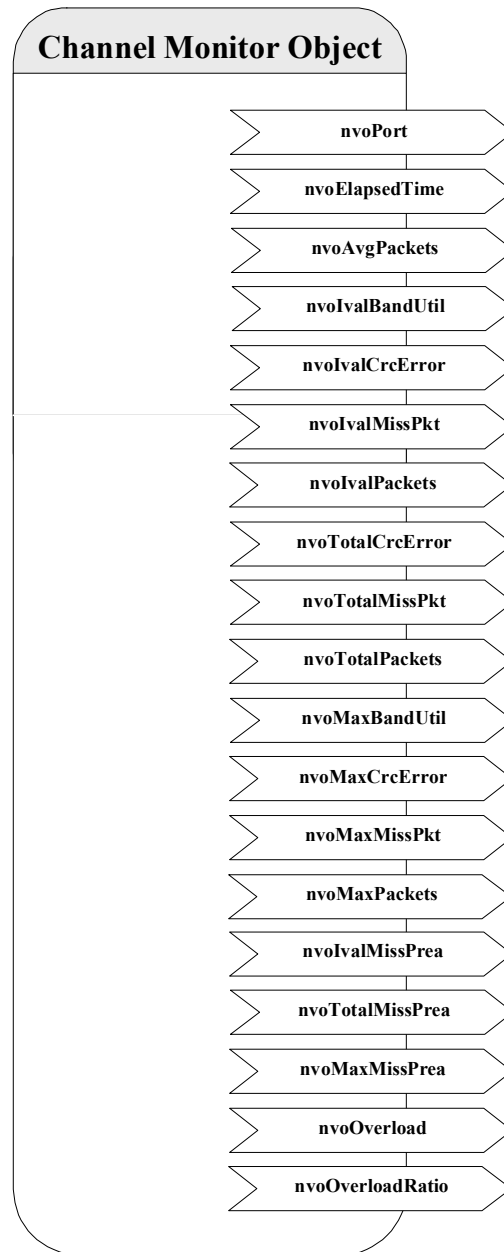 Channel Monitor Object
nvoPort
nvoElapsedTime
nvoAvgPackets
nvoIvalBandUtil
nvoIvalCrcError
nvoIvalMissPkt
nvoIvalPackets
nvoTotalCrcError
nvoTotalMissPkt
nvoTotalPackets
nvoMaxBandUtil
nvoMaxCrcError
nvoMaxMissPkt
nvoMaxPackets
nvoIvalMissPrea
nvoTotalMissPrea
nvoMaxMissPrea
nvoOverload
nvoOverloadRatio